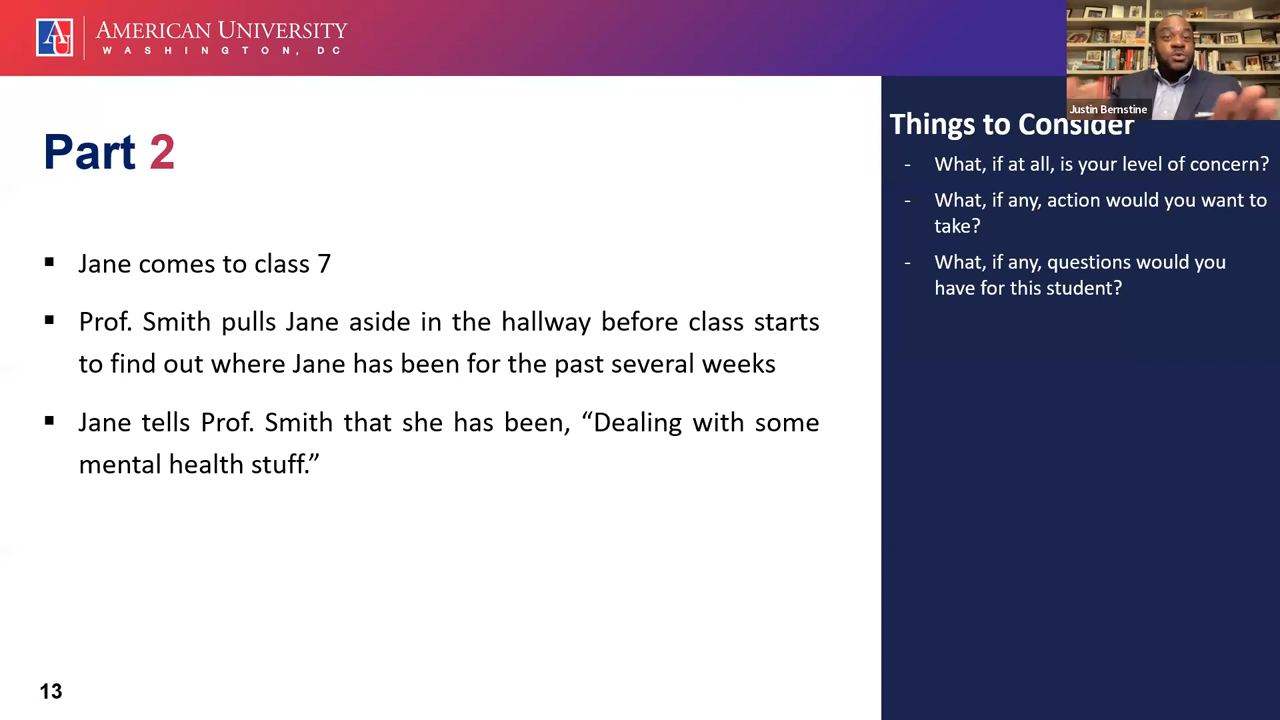 AMERICAN UNIVERSITY
WASHINGTON, DC
Justin Bernstine
Part 2
▪ Jane comes to class 7
▪ Prof. Smith pulls Jane aside in the hallway before class starts
to find out where Jane has been for the past several weeks
▪ Jane tells Prof. Smith that she has been, “Dealing with some
mental health stuff.”
13
Things to Consider
- What, if at all, is your level of concern?
- What, if any, action would you want to
take?
- What, if any, questions would you
have for this student?